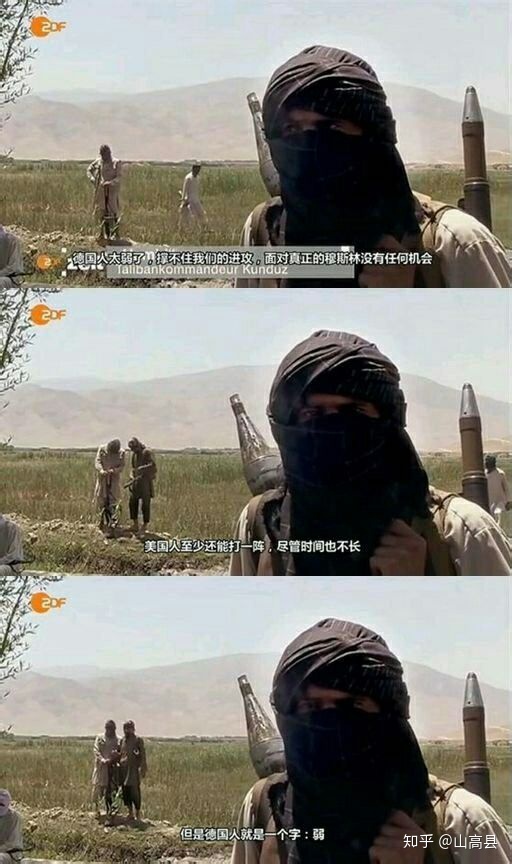 ZDF
德国人太弱了，撑不住我们的进攻，面对真正的穆斯林没有任何机会
Talibankommandeur Kunduz
ZDF
美国人至少还能打一阵，尽管时间也不长
ZDF
但是德国人就是一个字：弱
知乎 @山高县